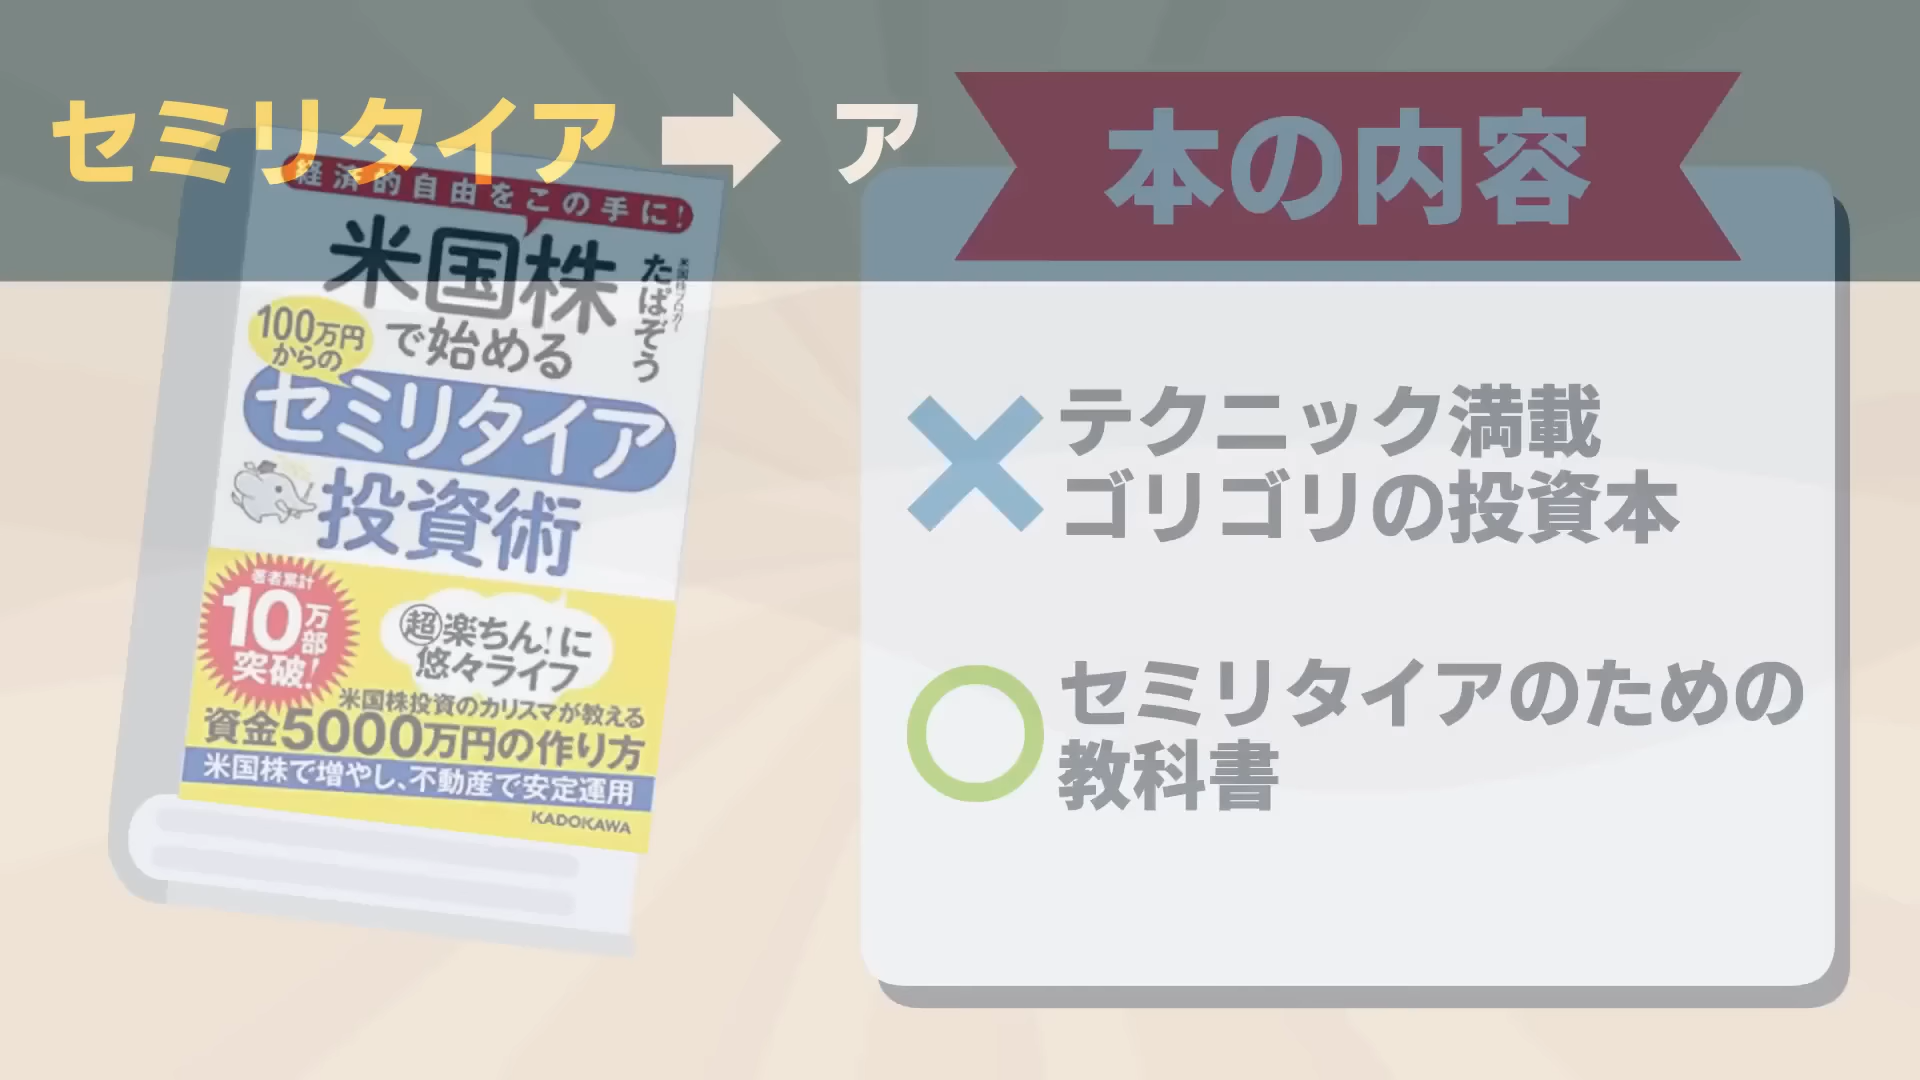 セミリタイア ➡ ア
本の内容
経済的自由をこの手に!
米国株
で始める
米国株ブロガー
たぱぞう
100万円
からの
セミリタイア
投資術
著者累計
10万部
突破!
超楽ちん!に
悠々ライフ
米国株投資のカリスマが教える
資金5000万円の作り方
米国株で増やし、不動産で安定運用
KADOKAWA
テクニック満載
ゴリゴリの投資本
セミリタイアのための
教科書